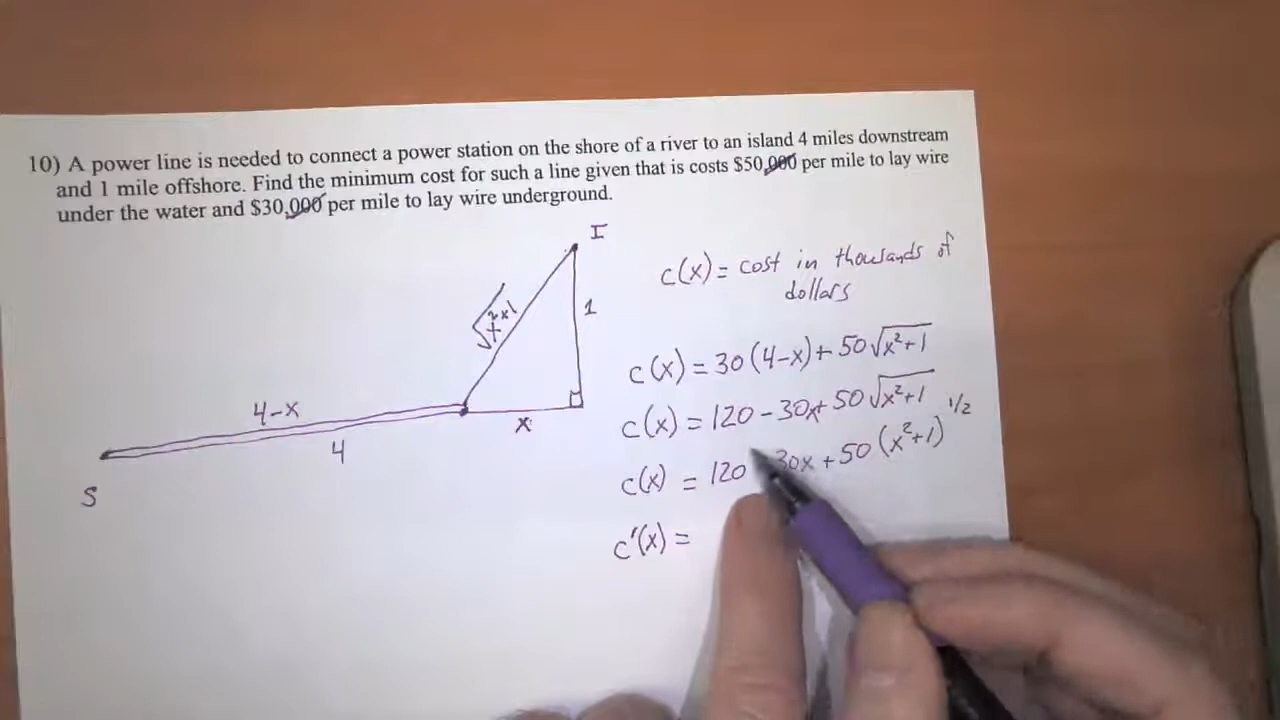 10) A power line is needed to connect a power station on the shore of a river to an island 4 miles downstream
and 1 mile offshore. Find the minimum cost for such a line given that is costs $50,000 per mile to lay wire
under the water and $30,000 per mile to lay wire underground.
I
c(x) = cost in thousands of
dollars
√x²+1
1
c(x) = 30(4-x) + 50√x²+1
4-x
x
c(x) = 120 - 30x + 50√x²+1
4
c(x) = 120 30x + 50(x²+1)^1/2
S
c'(x) =